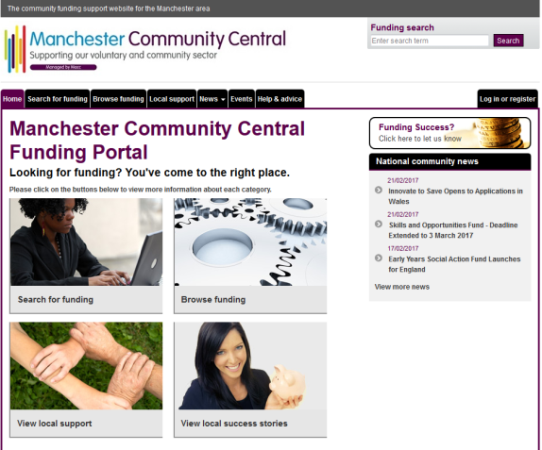 The community funding support website for the Manchester area
Manchester Community Central
Supporting our voluntary and community sector
Managed by Macc
Funding search
Enter search term
Search
Home
Search for funding
Browse funding
Local support
News
Events
Help & advice
Log in or register
Manchester Community Central
Funding Portal
Looking for funding? You've come to the right place.
Please click on the buttons below to view more information about each category.
Search for funding
Browse funding
View local support
View local success stories
Funding Success?
Click here to let us know
National community news
21/02/2017
Innovate to Save Opens to Applications in
Wales
21/02/2017
Skills and Opportunities Fund - Deadline
Extended to 3 March 2017
17/02/2017
Early Years Social Action Fund Launches
for England
View more news